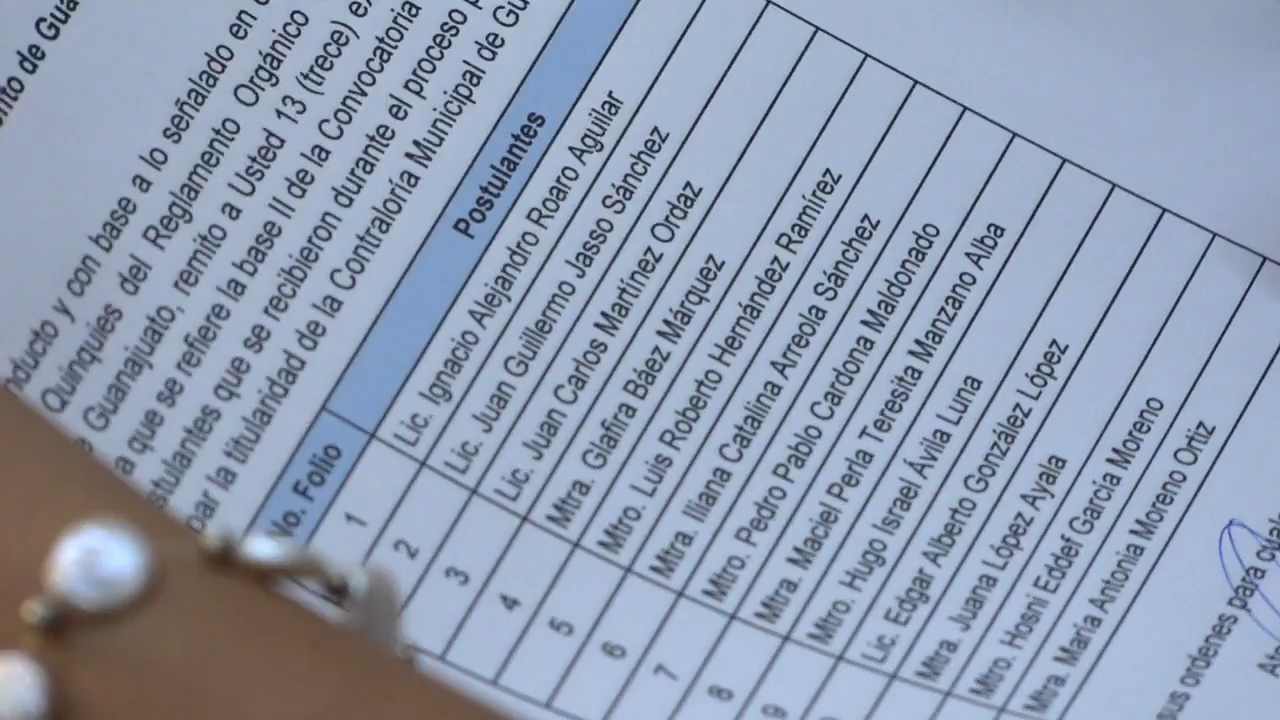 nito de Gua
ducto y con base a lo señalado en
Quinquies del Reglamento Orgánico
Guanajuato, remito a Usted 13 (trece)
a que se refiere la base II de la Convocatoria
stulantes que se recibieron durante el proceso
par la titularidad de la Contraloría Municipal de Gu
No. Folio Postulantes
1 Lic. Ignacio Alejandro Roaro Aguilar
2 Lic. Juan Guillermo Jasso Sánchez
3 Lic. Juan Carlos Martínez Ordaz
4 Mtra. Glafira Báez Márquez
5 Mtro. Luis Roberto Hernández Ramírez
6 Mtra. Iliana Catalina Arreola Sánchez
7 Mtro. Pedro Pablo Cardona Maldonado
8 Mtra. Maciel Perla Teresita Manzano Alba
9 Mtro. Hugo Israel Ávila Luna
Lic. Edgar Alberto González López
Mtra. Juana López Ayala
Mtro. Hosni Eddef García Moreno
Mtra. María Antonia Moreno Ortiz
sus ordenes para